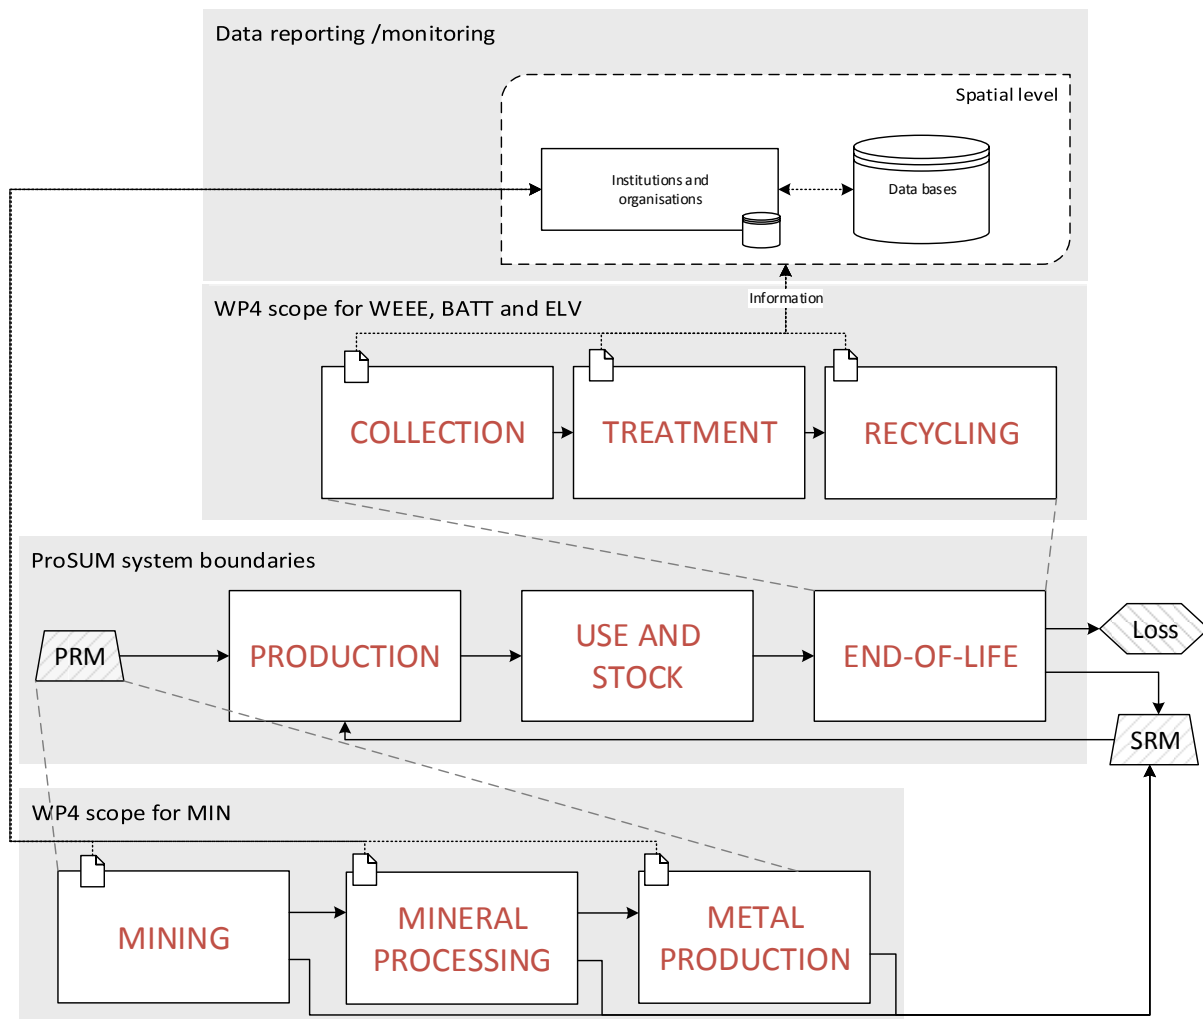 Data reporting /monitoring
Spatial level
Institutions and
organisations
Data bases
Information
WP4 scope for WEEE, BATT and ELV
COLLECTION
TREATMENT
RECYCLING
ProSUM system boundaries
PRM
PRODUCTION
USE AND
STOCK
END-OF-LIFE
Loss
SRM
WP4 scope for MIN
MINING
MINERAL
PROCESSING
METAL
PRODUCTION